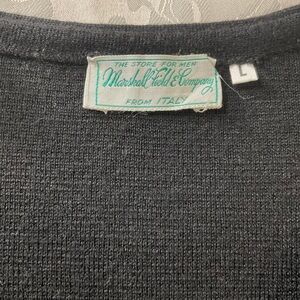 THE STORE FOR MEN
Marshall Field & Company
FROM ITALY
L